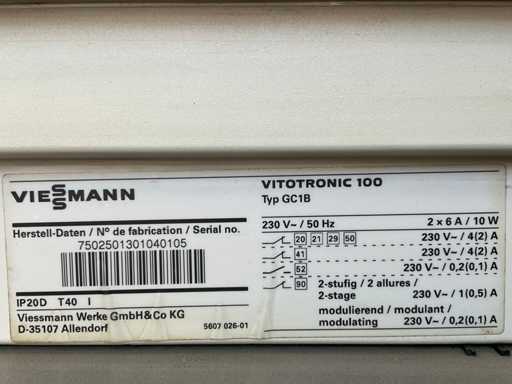 VIESSMANN
Herstell-Daten / N° de fabrication / Serial no.
7502501301040105
IP20D T40 I
Viessmann Werke GmbH&Co KG
D-35107 Allendorf
5607 026-01
VITOTRONIC 100
Typ GC1B
230 V~ / 50 Hz 2 x 6 A / 10 W
20 21 29 50 230 V~ / 4(2) A
41 230 V~ / 4(2) A
52 230 V~ / 0,2(0,1) A
90 2-stufig / 2 allures /
2-stage 230 V~ / 1(0,5) A
modulierend / modulant /
modulating 230 V~ / 0,2(0,1) A